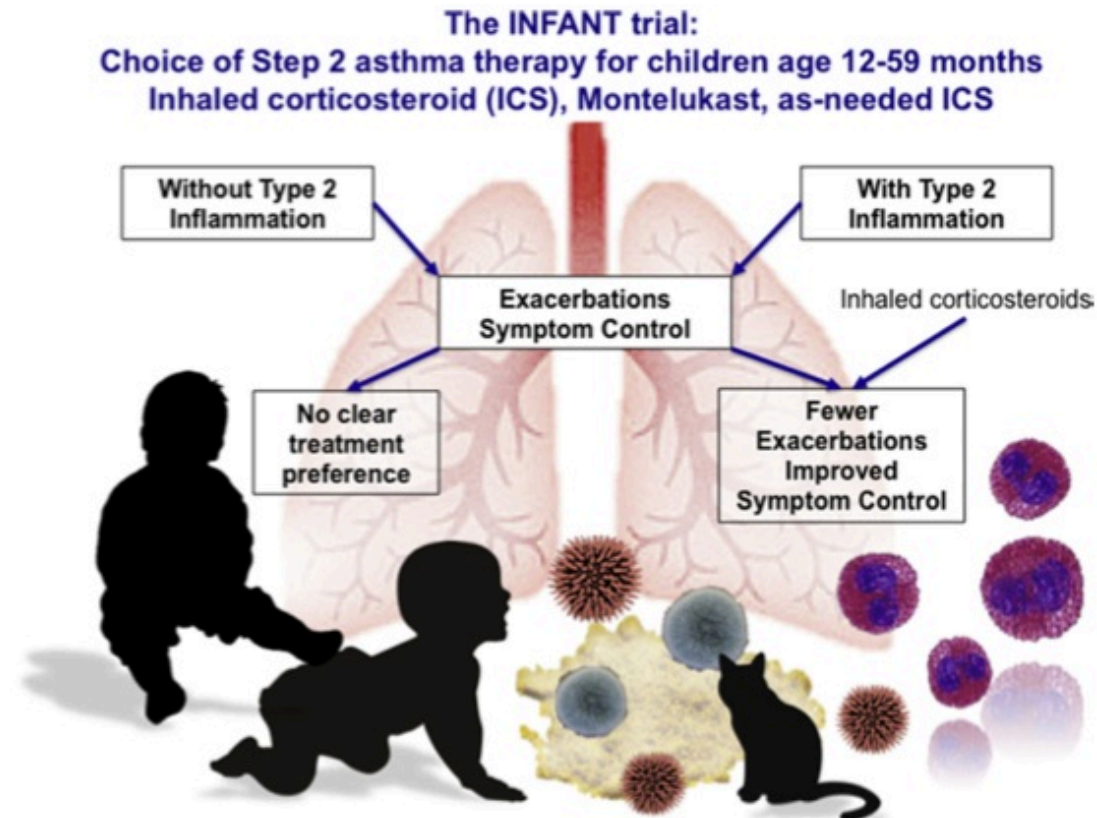 The INFANT trial:
Choice of Step 2 asthma therapy for children age 12-59 months
Inhaled corticosteroid (ICS), Montelukast, as-needed ICS
Without Type 2
Inflammation
With Type 2
Inflammation
Exacerbations
Symptom Control
Inhaled corticosteroids
No clear
treatment
preference
Fewer
Exacerbations
Improved
Symptom Control